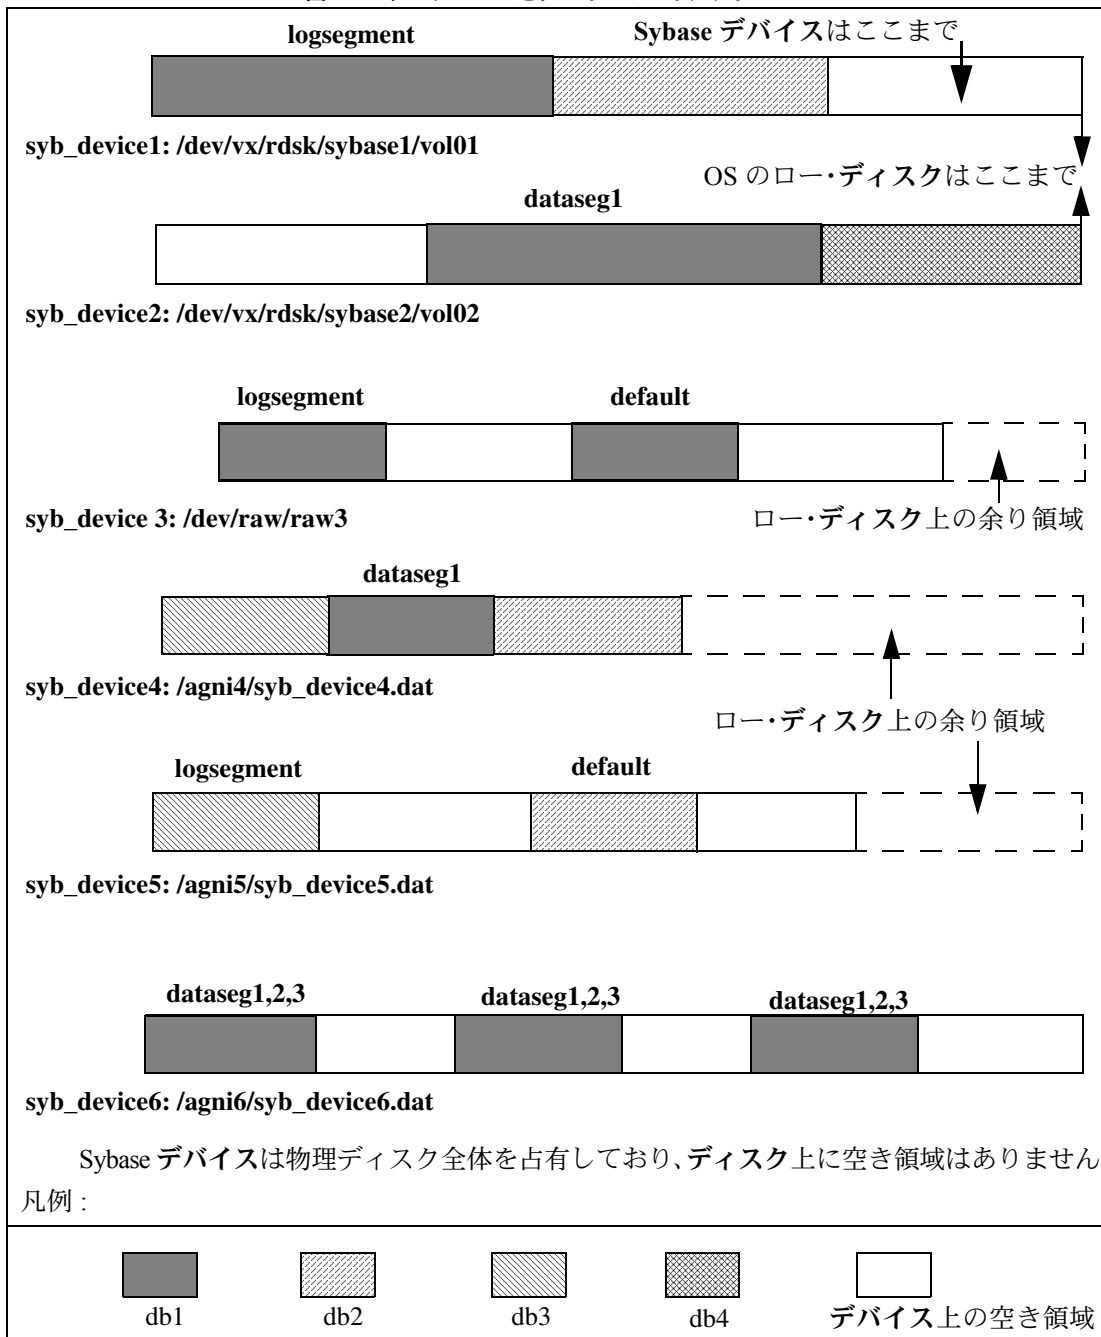 logsegment
Sybase デバイスはここまで
syb_device1: /dev/vx/rdsk/sybase1/vol01
OS のロー・ディスクはここまで
dataseg1
syb_device2: /dev/vx/rdsk/sybase2/vol02
logsegment
default
syb_device 3: /dev/raw/raw3
ロー・ディスク上の余り領域
dataseg1
syb_device4: /agni4/syb_device4.dat
ロー・ディスク上の余り領域
logsegment
default
syb_device5: /agni5/syb_device5.dat
dataseg1,2,3
dataseg1,2,3
dataseg1,2,3
syb_device6: /agni6/syb_device6.dat
Sybase デバイスは物理ディスク全体を占有しており、ディスク上に空き領域はありません
凡例 :
db1
db2
db3
db4
デバイス上の空き領域